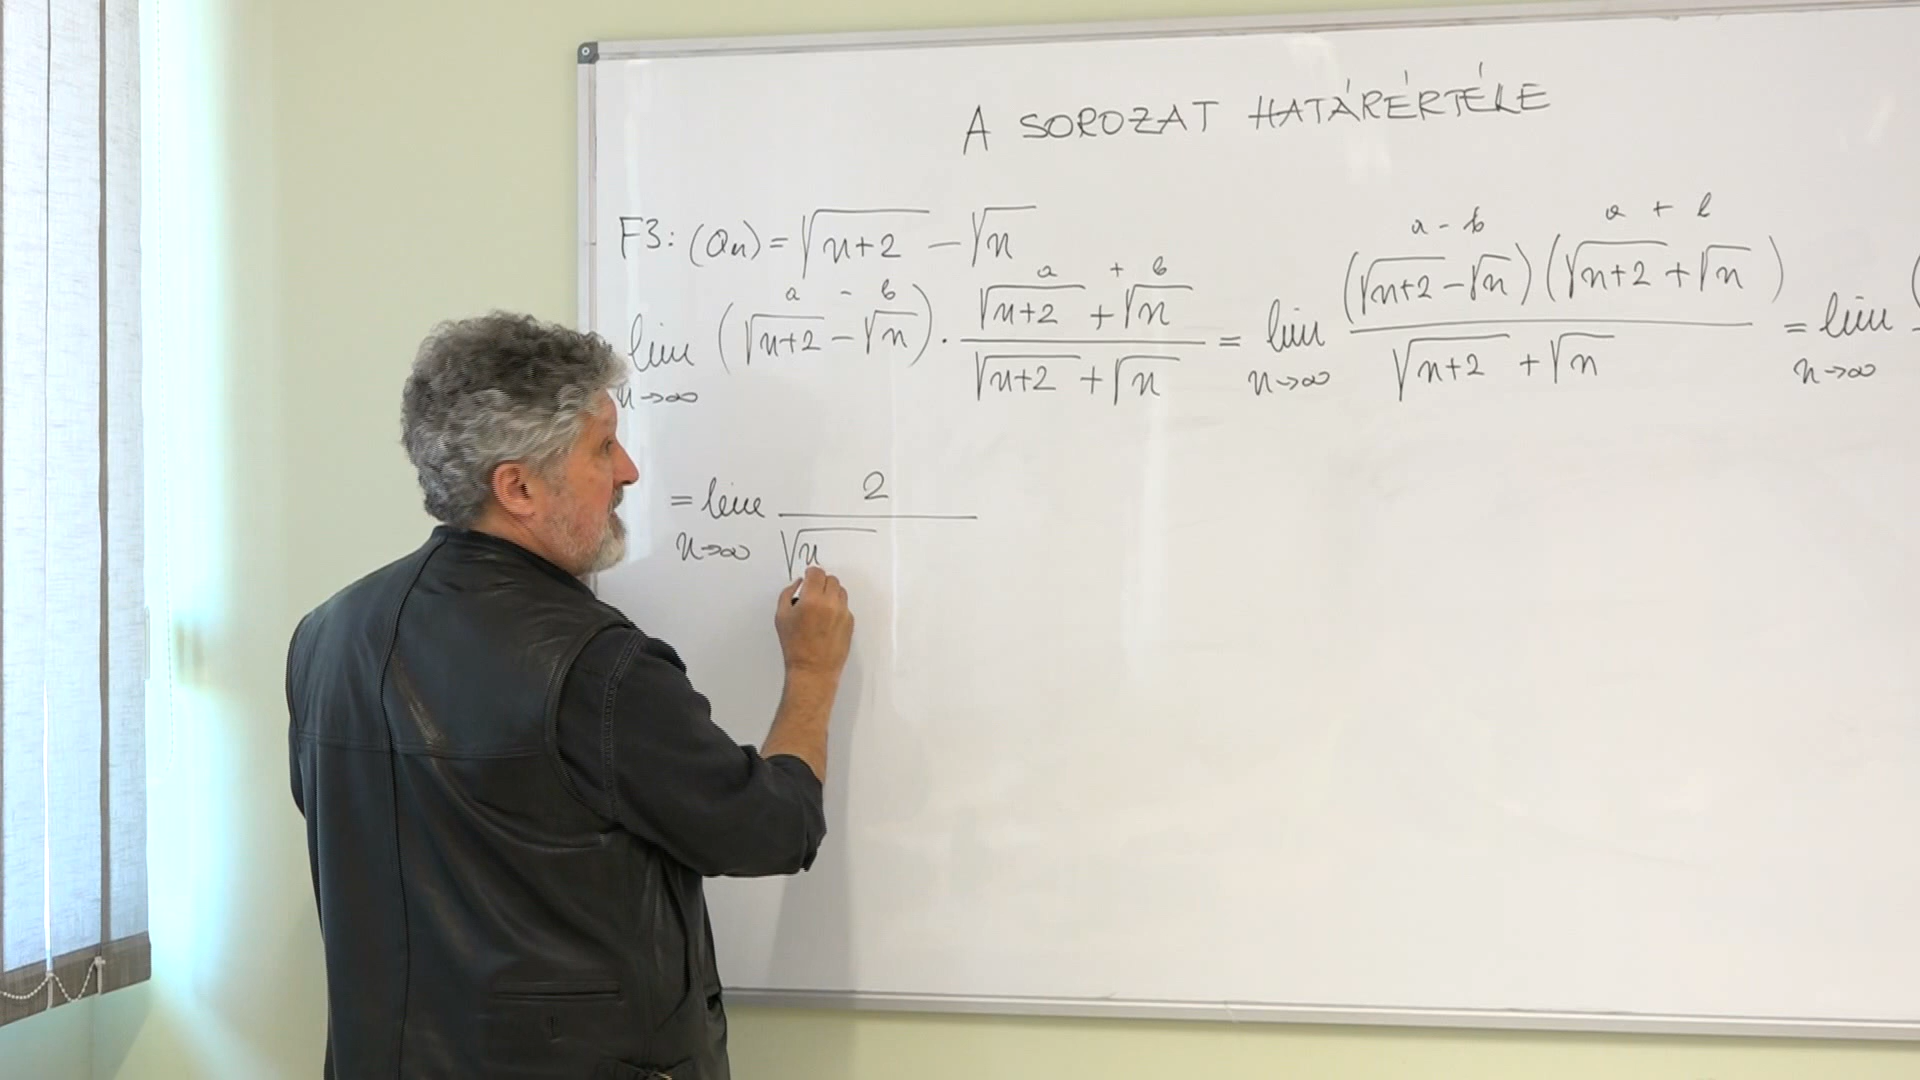 A SOROZAT HATÁRÉRTÉKE
F3: (an) = √(n+2) − √n
a - b a + b a - b a + b
lim n→∞ (√(n+2) − √n) · (√(n+2) + √n)/(√(n+2) + √n) = lim n→∞ (√(n+2) − √n)(√(n+2) + √n)/(√(n+2) + √n) = lim n→∞ (
= lim n→∞ 2/√n